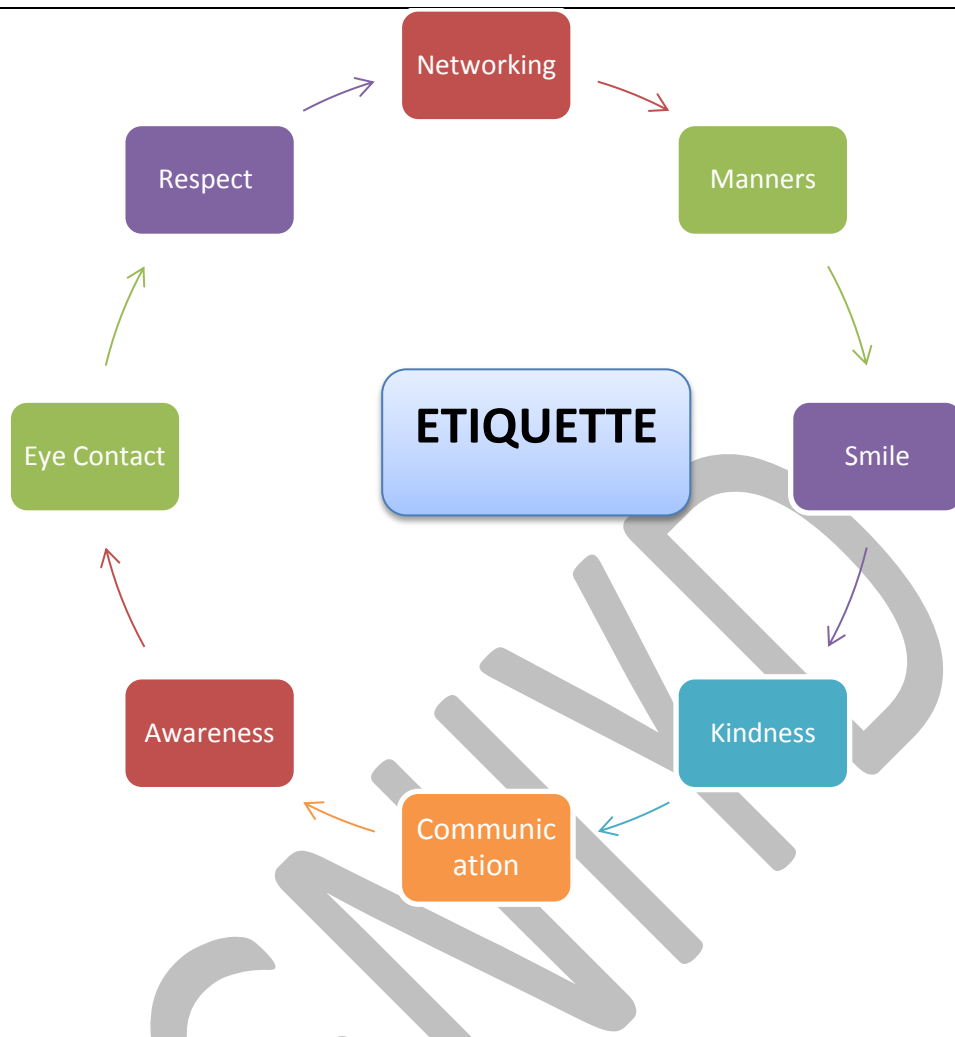 Networking
Manners
Smile
Kindness
Communic
ation
Awareness
Eye Contact
Respect
ETIQUETTE